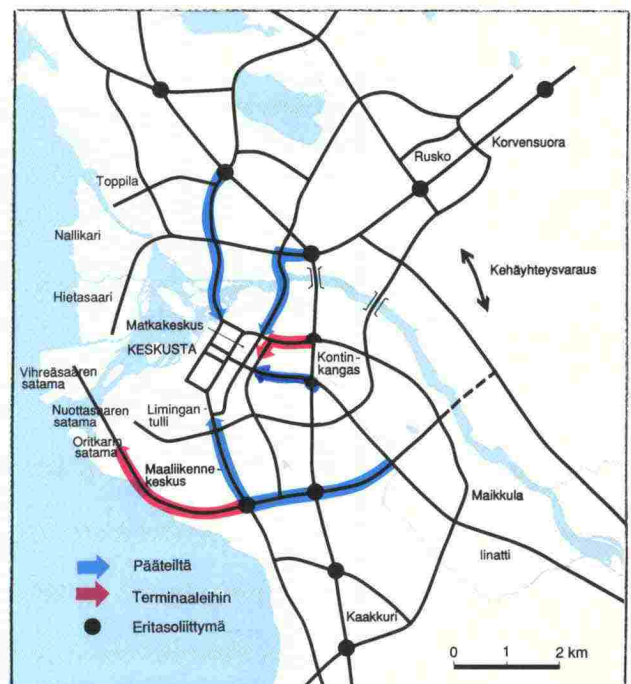 Rusko
Korvensuora
Toppila
Nallikari
Kehäyhteysvaraus
Hietasaari
Matkakeskus
KESKUSTA
Kontin-
kangas
Vihreäsaaren
satama
Nuottasaaren
satama
Limingan-
tulli
Oritkarin
satama
Maaliikenne-
keskus
Maikkula
Iinatti
Pääteiltä
Terminaaleihin
Eritasoliittymä
Kaakkuri
0 1 2 km